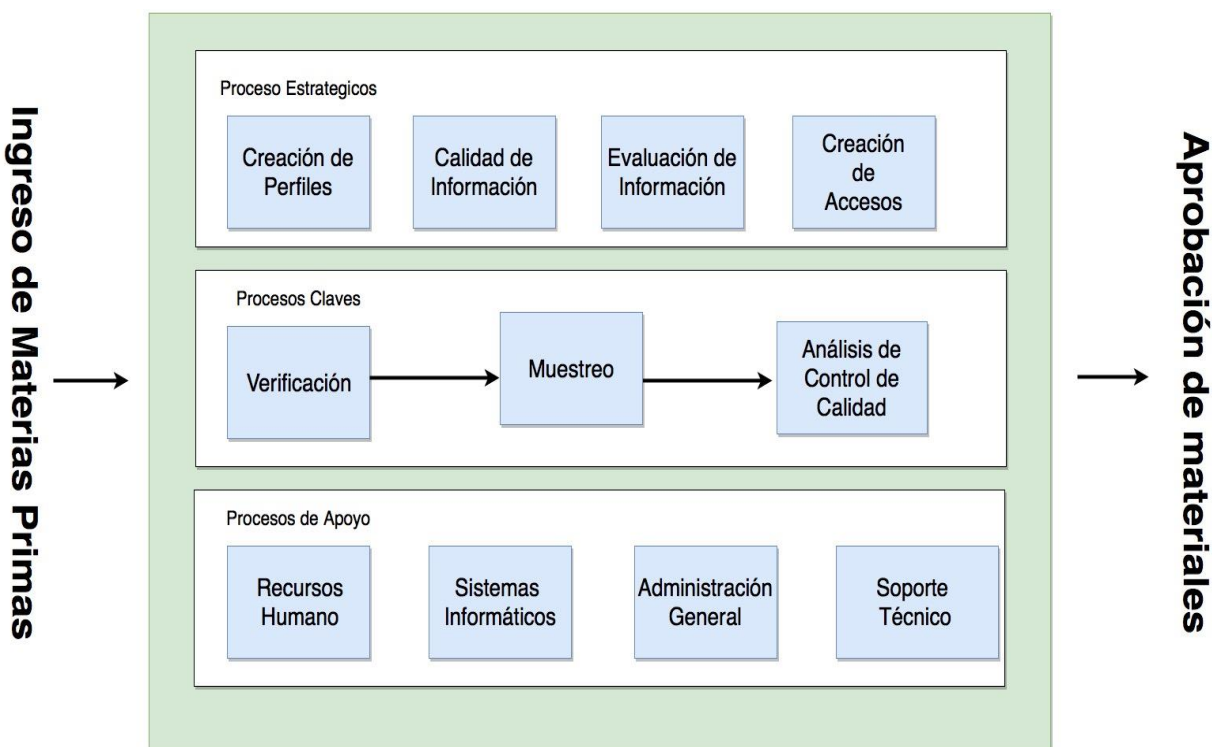 Ingreso de Materias Primas
Proceso Estrategicos
Creación de
Perfiles
Calidad de
Información
Evaluación de
Información
Creación
de
Accesos
Procesos Claves
Verificación
Muestreo
Análisis de
Control de
Calidad
Procesos de Apoyo
Recursos
Humano
Sistemas
Informáticos
Administración
General
Soporte
Técnico
Aprobación de materiales